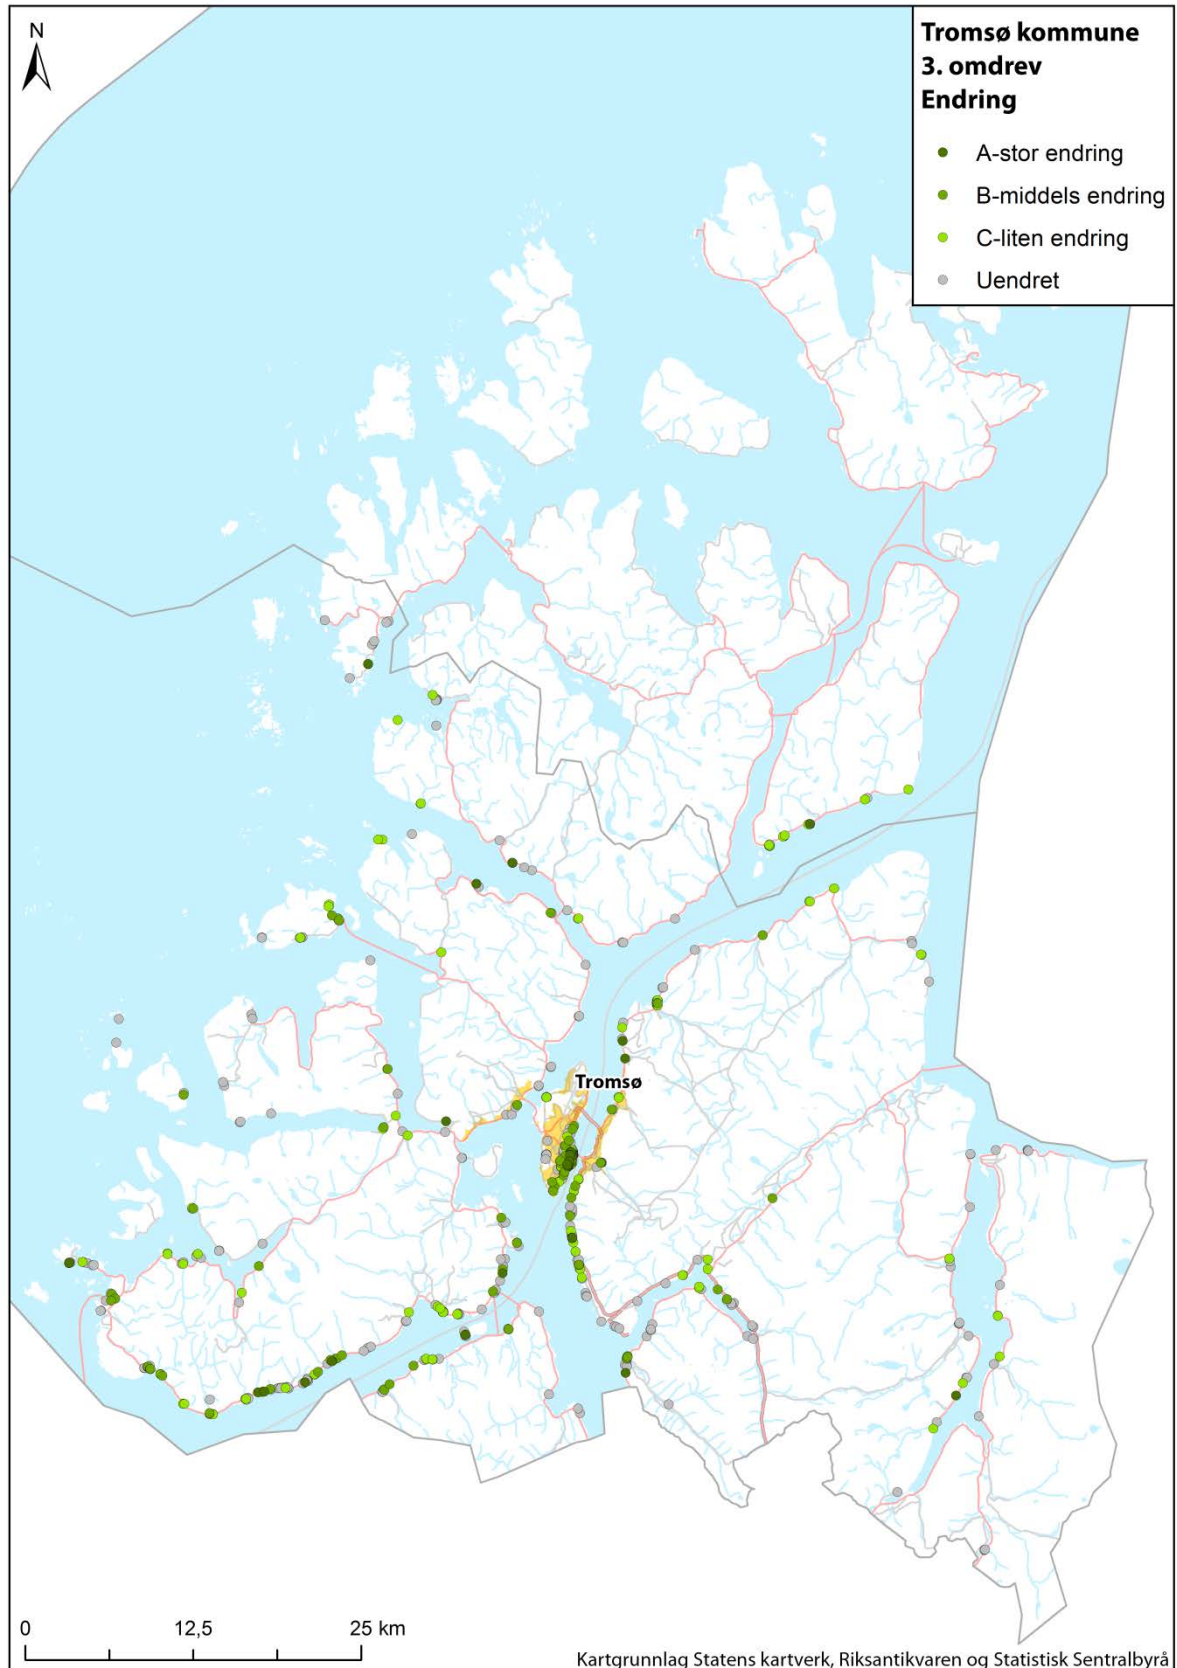 N
Tromsø kommune
3. omdrev
Endring
A-stor endring
B-middels endring
C-liten endring
Uendret
Tromsø
0 12,5 25 km
Kartgrunnlag Statens kartverk, Riksantikvaren og Statistisk Sentralbyrå